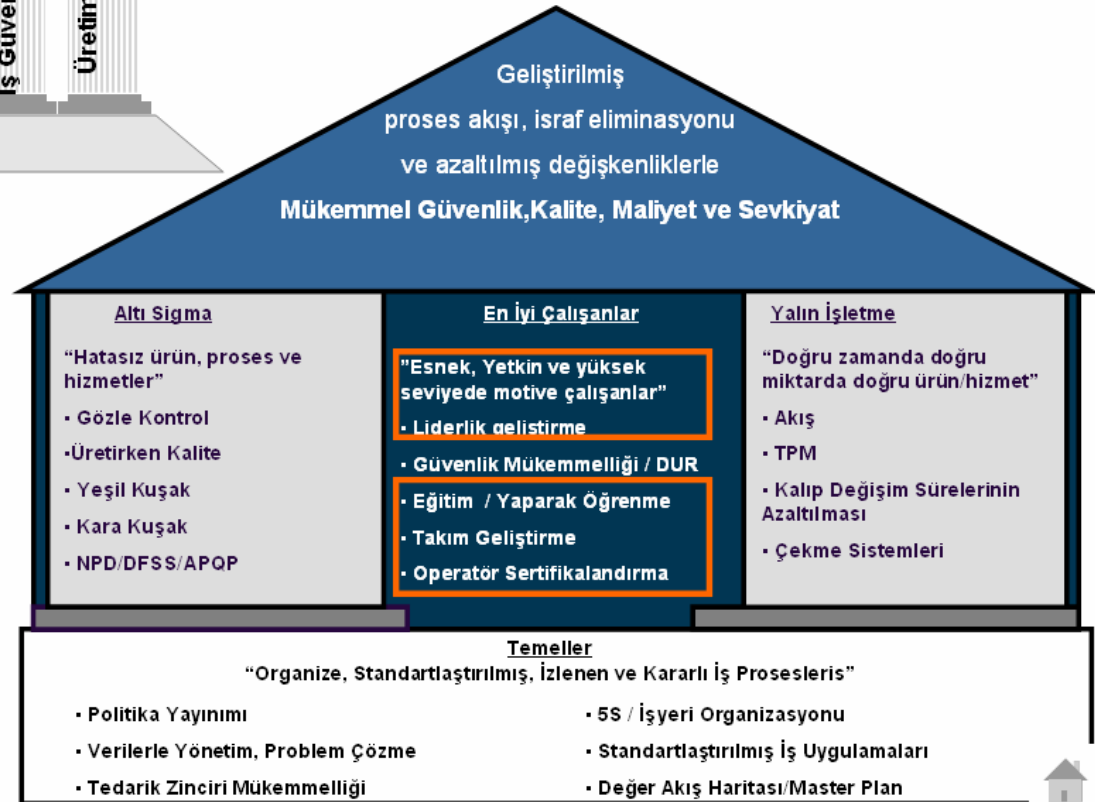 Üretim
Geliştirilmiş
proses akışı, israf eliminasyonu
ve azaltılmış değişkenliklerle
Mükemmel Güvenlik,Kalite, Maliyet ve Sevkiyat
Altı Sigma
“Hatasız ürün, proses ve
hizmetler”
▪ Gözle Kontrol
▪Üretirken Kalite
▪ Yeşil Kuşak
▪ Kara Kuşak
▪ NPD/DFSS/APQP
En İyi Çalışanlar
”Esnek, Yetkin ve yüksek
seviyede motive çalışanlar”
▪ Liderlik geliştirme
▪ Güvenlik Mükemmelliği / DUR
▪ Eğitim / Yaparak Öğrenme
▪ Takım Geliştirme
▪ Operatör Sertifikalandırma
Yalın İşletme
“Doğru zamanda doğru
miktarda doğru ürün/hizmet”
▪ Akış
▪ TPM
▪ Kalıp Değişim Sürelerinin
Azaltılması
▪ Çekme Sistemleri
Temeller
“Organize, Standartlaştırılmış, İzlenen ve Kararlı İş Prosesleris”
▪ Politika Yayınımı
▪ Verilerle Yönetim, Problem Çözme
▪ Tedarik Zinciri Mükemmelliği
▪ 5S / İşyeri Organizasyonu
▪ Standartlaştırılmış İş Uygulamaları
▪ Değer Akış Haritası/Master Plan